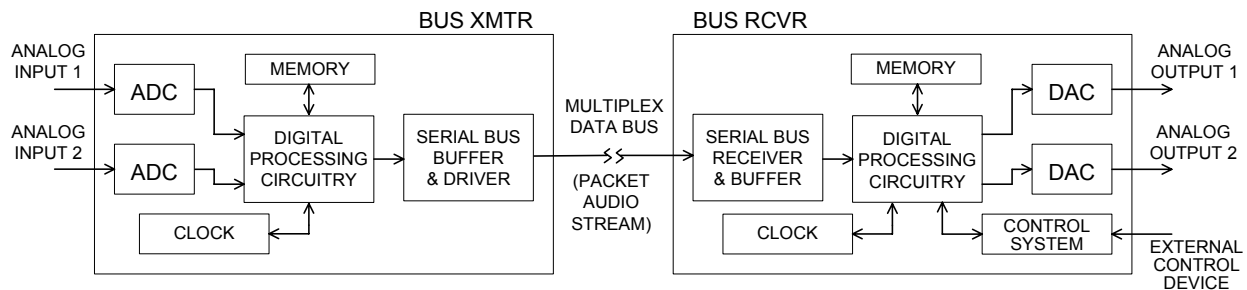 BUS XMTR
ANALOG
INPUT 1
ADC
ANALOG
INPUT 2
ADC
MEMORY
DIGITAL
PROCESSING
CIRCUITRY
CLOCK
SERIAL BUS
BUFFER
& DRIVER
MULTIPLEX
DATA BUS
(PACKET
AUDIO
STREAM)
BUS RCVR
SERIAL BUS
RECEIVER
& BUFFER
MEMORY
DIGITAL
PROCESSING
CIRCUITRY
CLOCK
DAC
ANALOG
OUTPUT 1
DAC
ANALOG
OUTPUT 2
CONTROL
SYSTEM
EXTERNAL
CONTROL
DEVICE